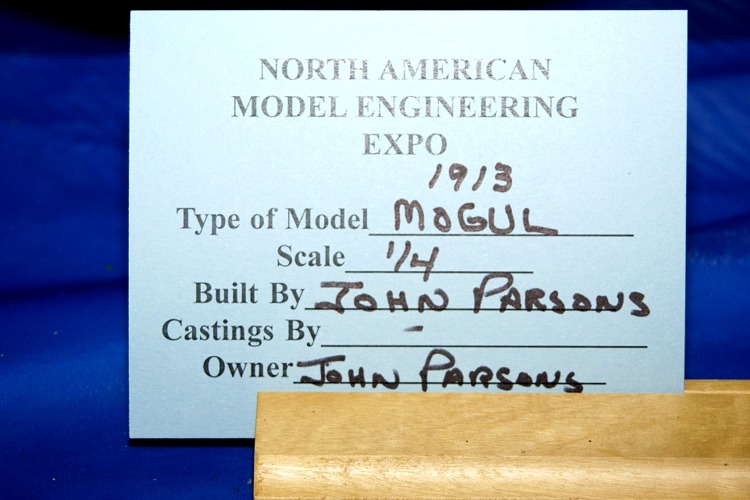 NORTH AMERICAN
MODEL ENGINEERING
EXPO
1913
Type of Model MOGUL
Scale 1/4
Built By JOHN PARSONS
Castings By -
Owner JOHN PARSONS